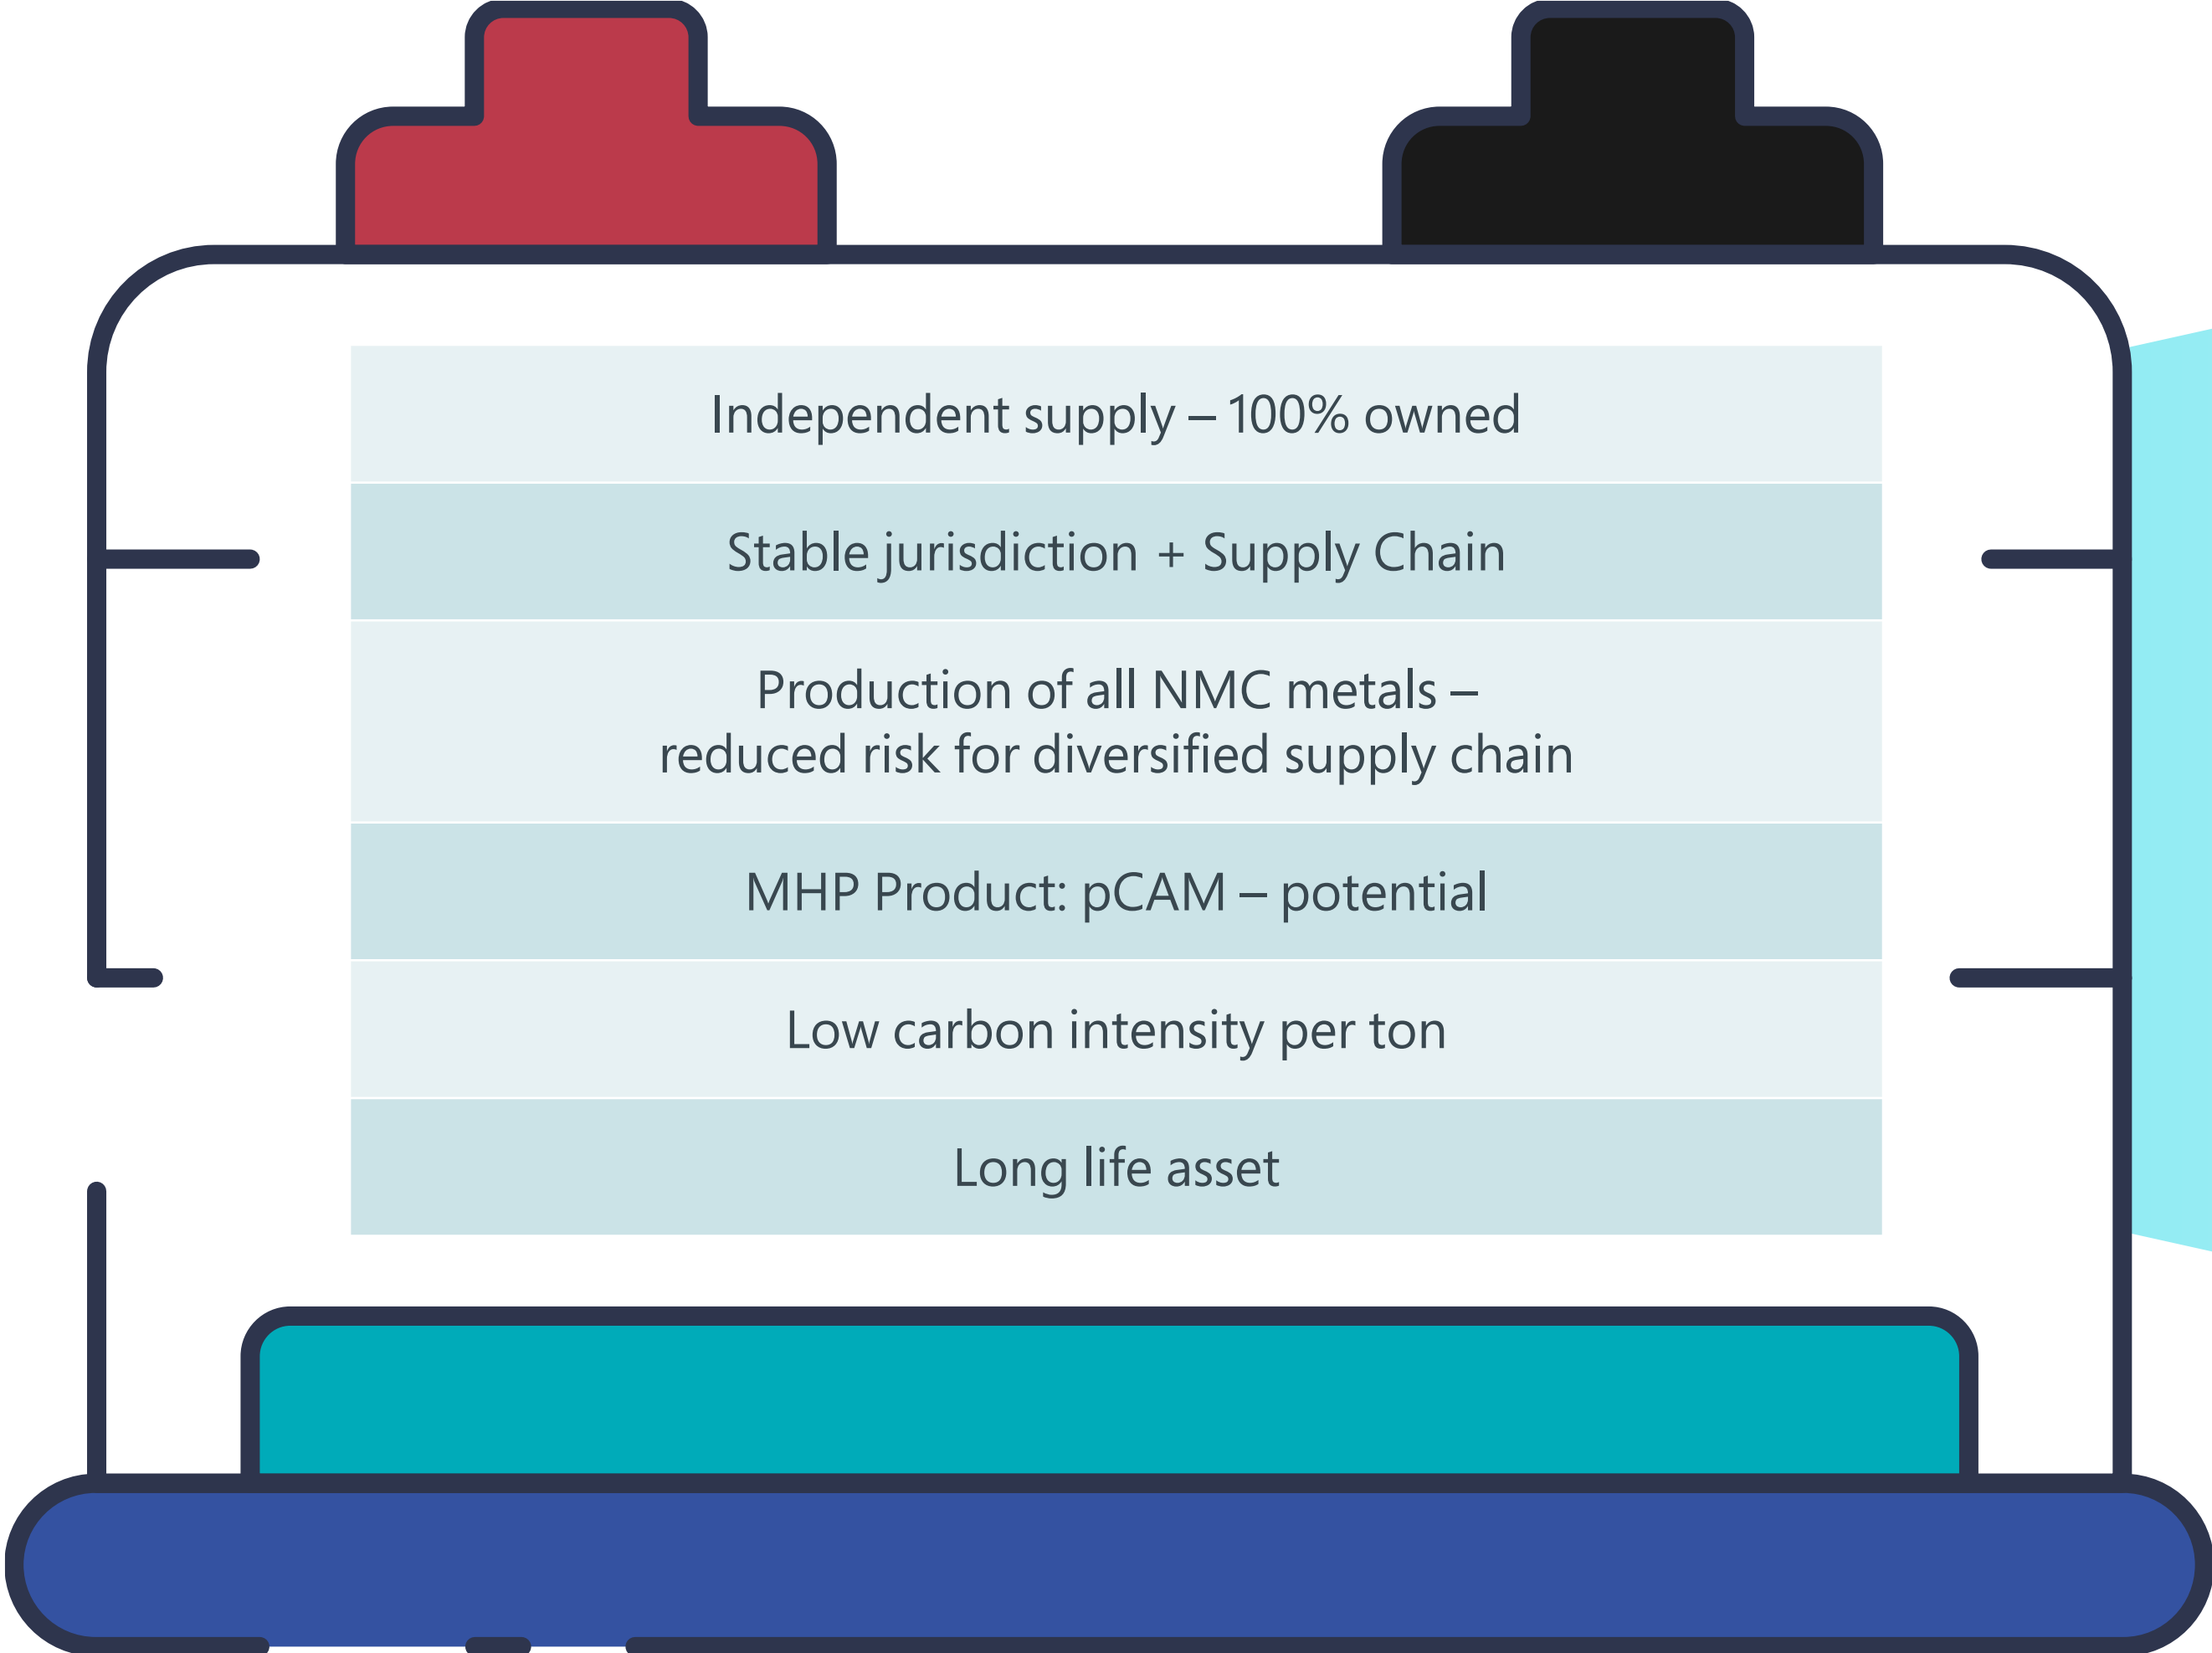 Independent supply – 100% owned
Stable jurisdiction + Supply Chain
Production of all NMC metals –
reduced risk for diversified supply chain
MHP Product: pCAM – potential
Low carbon intensity per ton
Long life asset